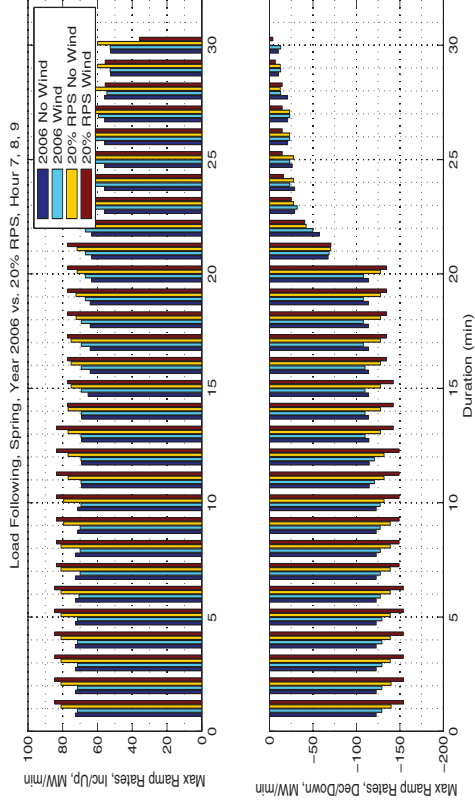 Load Following, Spring, Year 2006 vs. 20% RPS, Hour 7, 8, 9
2006 No Wind
2006 Wind
20% RPS No Wind
20% RPS Wind
Max Ramp Rates, Inc/Up, MW/min
100
80
60
40
20
0
0 5 10 15 20 25 30
Max Ramp Rates, Dec/Down, MW/min
0
−50
−100
−150
−200
0 5 10 15 20 25 30
Duration (min)